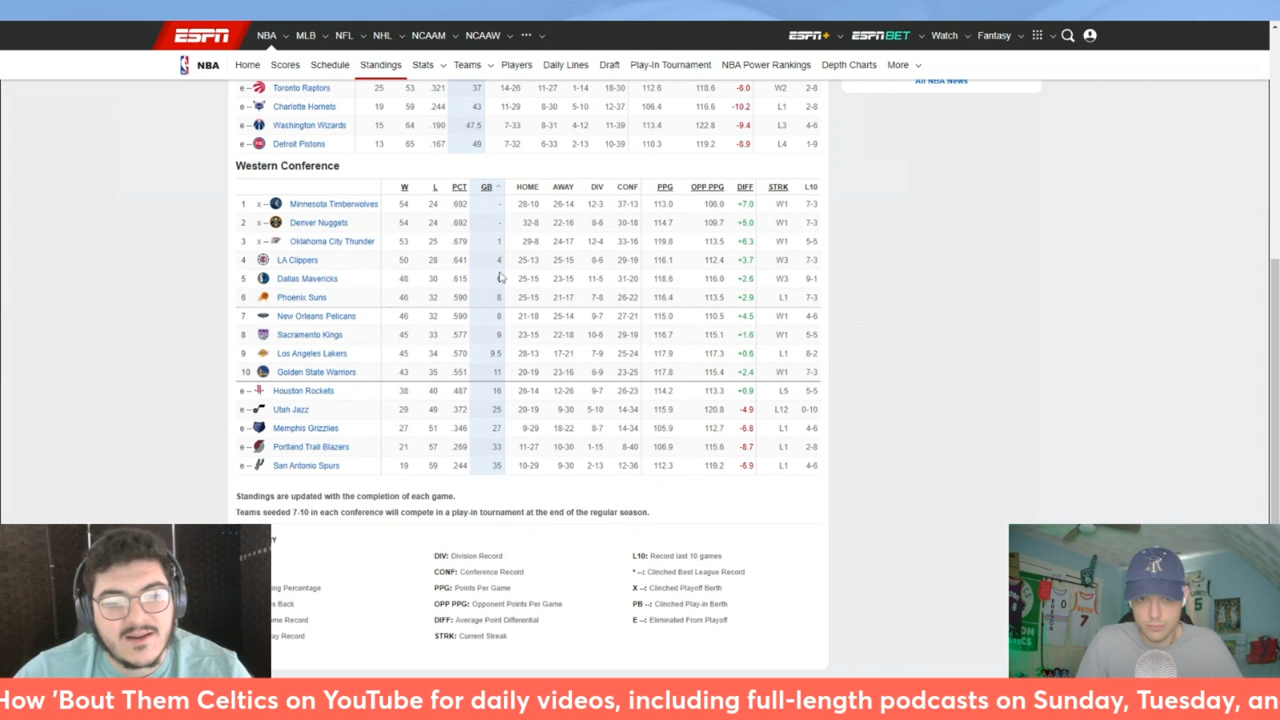 ESPN NBA MLB NFL NHL NCAAM NCAAW ESPN+ ESPN BET Watch Fantasy
NBA Home Scores Schedule Standings Stats Teams Players Daily Lines Draft Play-In Tournament NBA Power Rankings Depth Charts More
All NBA News
e -- Toronto Raptors 25 53 .321 37 14-26 11-27 1-14 18-30 112.6 118.6 -6.0 W2 2-8
e -- Charlotte Hornets 19 59 .244 43 11-29 8-30 5-10 12-37 106.4 116.6 -10.2 L1 2-8
e -- Washington Wizards 15 64 .190 47.5 7-33 8-31 4-12 11-39 113.4 122.8 -9.4 L3 4-6
e -- Detroit Pistons 13 65 .167 49 7-32 6-33 2-13 10-39 110.3 119.2 -8.9 L4 1-9
Western Conference
W L PCT GB HOME AWAY DIV CONF PPG OPP PPG DIFF STRK L10
1 x -- Minnesota Timberwolves 54 24 .692 - 28-10 26-14 12-3 37-13 113.0 106.0 +7.0 W1 7-3
2 x -- Denver Nuggets 54 24 .692 - 32-8 22-16 8-6 30-18 114.7 109.7 +5.0 W1 7-3
3 x -- Oklahoma City Thunder 53 25 .679 1 29-8 24-17 12-4 33-16 119.8 113.5 +6.3 W1 5-5
4 LA Clippers 50 28 .641 4 25-13 25-15 8-6 29-19 116.1 112.4 +3.7 W3 7-3
5 Dallas Mavericks 48 30 .615 25-15 23-15 11-5 31-20 118.6 116.0 +2.6 W3 9-1
6 Phoenix Suns 46 32 .590 8 25-15 21-17 7-8 26-22 116.4 113.5 +2.9 L1 7-3
7 New Orleans Pelicans 46 32 .590 8 21-18 25-14 9-7 27-21 115.0 110.5 +4.5 W1 4-6
8 Sacramento Kings 45 33 .577 9 23-15 22-18 10-6 29-19 116.7 115.1 +1.6 W1 5-5
9 Los Angeles Lakers 45 34 .570 9.5 28-13 17-21 7-9 25-24 117.9 117.3 +0.6 L1 8-2
10 Golden State Warriors 43 35 .551 11 20-19 23-16 6-9 23-25 117.8 115.4 +2.4 W1 7-3
e -- Houston Rockets 38 40 .487 16 26-14 12-26 9-7 26-23 114.2 113.3 +0.9 L5 5-5
e -- Utah Jazz 29 49 .372 25 20-19 9-30 5-10 14-34 115.9 120.8 -4.9 L12 0-10
e -- Memphis Grizzlies 27 51 .346 27 9-29 18-22 8-7 14-34 105.9 112.7 -6.8 L1 4-6
e -- Portland Trail Blazers 21 57 .269 33 11-27 10-30 1-15 8-40 106.9 115.6 -8.7 L1 2-8
e -- San Antonio Spurs 19 59 .244 35 10-29 9-30 2-13 12-36 112.3 119.2 -6.9 L1 4-6
Standings are updated with the completion of each game.
Teams seeded 7-10 in each conference will compete in a play-in tournament at the end of the regular season.
DIV: Division Record L10: Record last 10 games
CONF: Conference Record * --: Clinched Best League Record
Percentage PPG: Points Per Game X --: Clinched Playoff Berth
Back OPP PPG: Opponent Points Per Game PB --: Clinched Play-in Berth
Record DIFF: Average Point Differential E --: Eliminated From Playoff
Record STRK: Current Streak
How 'Bout Them Celtics on YouTube for daily videos, including full-length podcasts on Sunday, Tuesday, an